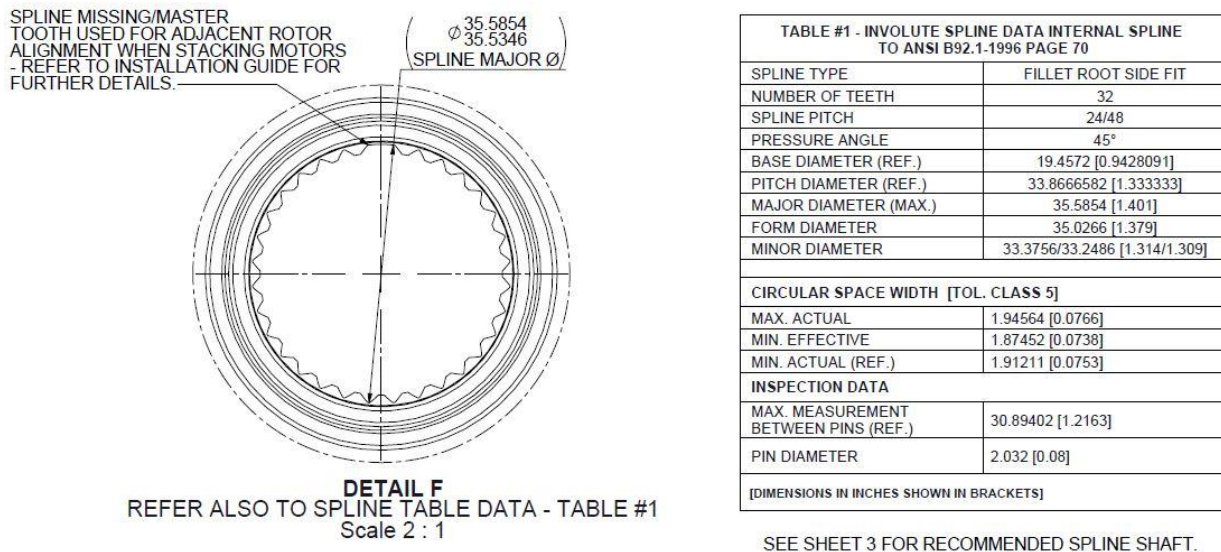 SPLINE MISSING/MASTER
TOOTH USED FOR ADJACENT ROTOR
ALIGNMENT WHEN STACKING MOTORS
- REFER TO INSTALLATION GUIDE FOR
FURTHER DETAILS.
Ø 35.5854
35.5346
SPLINE MAJOR Ø
DETAIL F
REFER ALSO TO SPLINE TABLE DATA - TABLE #1
Scale 2 : 1
TABLE #1 - INVOLUTE SPLINE DATA INTERNAL SPLINE
TO ANSI B92.1-1996 PAGE 70
SPLINE TYPE FILLET ROOT SIDE FIT
NUMBER OF TEETH 32
SPLINE PITCH 24/48
PRESSURE ANGLE 45°
BASE DIAMETER (REF.) 19.4572 [0.9428091]
PITCH DIAMETER (REF.) 33.8666582 [1.333333]
MAJOR DIAMETER (MAX.) 35.5854 [1.401]
FORM DIAMETER 35.0266 [1.379]
MINOR DIAMETER 33.3756/33.2486 [1.314/1.309]
CIRCULAR SPACE WIDTH [TOL. CLASS 5]
MAX. ACTUAL 1.94564 [0.0766]
MIN. EFFECTIVE 1.87452 [0.0738]
MIN. ACTUAL (REF.) 1.91211 [0.0753]
INSPECTION DATA
MAX. MEASUREMENT
BETWEEN PINS (REF.) 30.89402 [1.2163]
PIN DIAMETER 2.032 [0.08]
[DIMENSIONS IN INCHES SHOWN IN BRACKETS]
SEE SHEET 3 FOR RECOMMENDED SPLINE SHAFT.